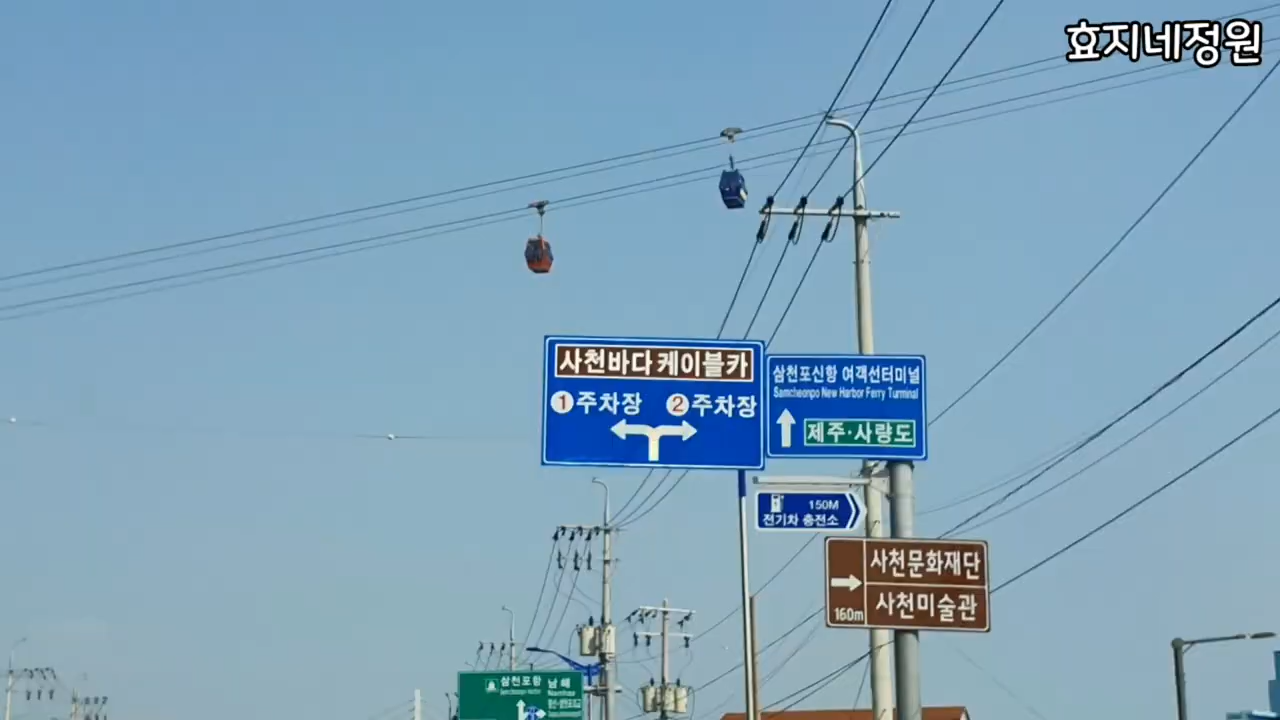 효지네정원
사천바다케이블카
1 주차장 2 주차장
삼천포신항 여객선터미널
Samcheonpo New Harbor Ferry Turminal
제주·사량도
150M
전기차 충전소
사천문화재단
160m 사천미술관
삼천포항 남해
Namhae